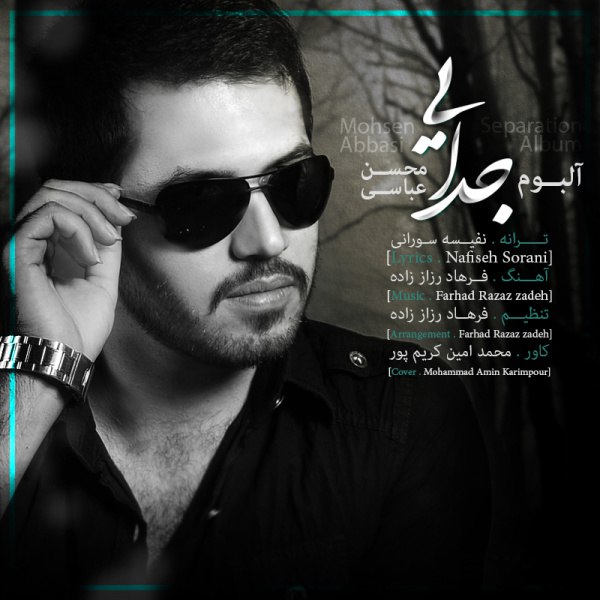 جدایی
Mohsen
Abbasi
Separation
Album
آلبوم
محسن
عباسی
ترانه . نفیسه سورانی
[Lyrics . Nafiseh Sorani]
آهنگ . فرهاد رزاز زاده
[Music . Farhad Razaz zadeh]
تنظیم . فرهاد رزاز زاده
[Arrangement . Farhad Razaz zadeh]
کاور . محمد امین کریم پور
[Cover . Mohammad Amin Karimpour]